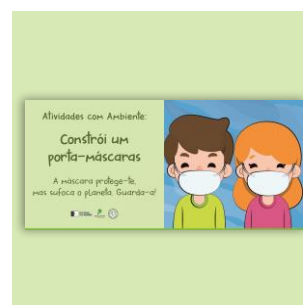 Atividades com Ambiente:
Constrói um
porta-máscaras
A máscara protege-te,
mas sufoca o planeta. Guarda-a!